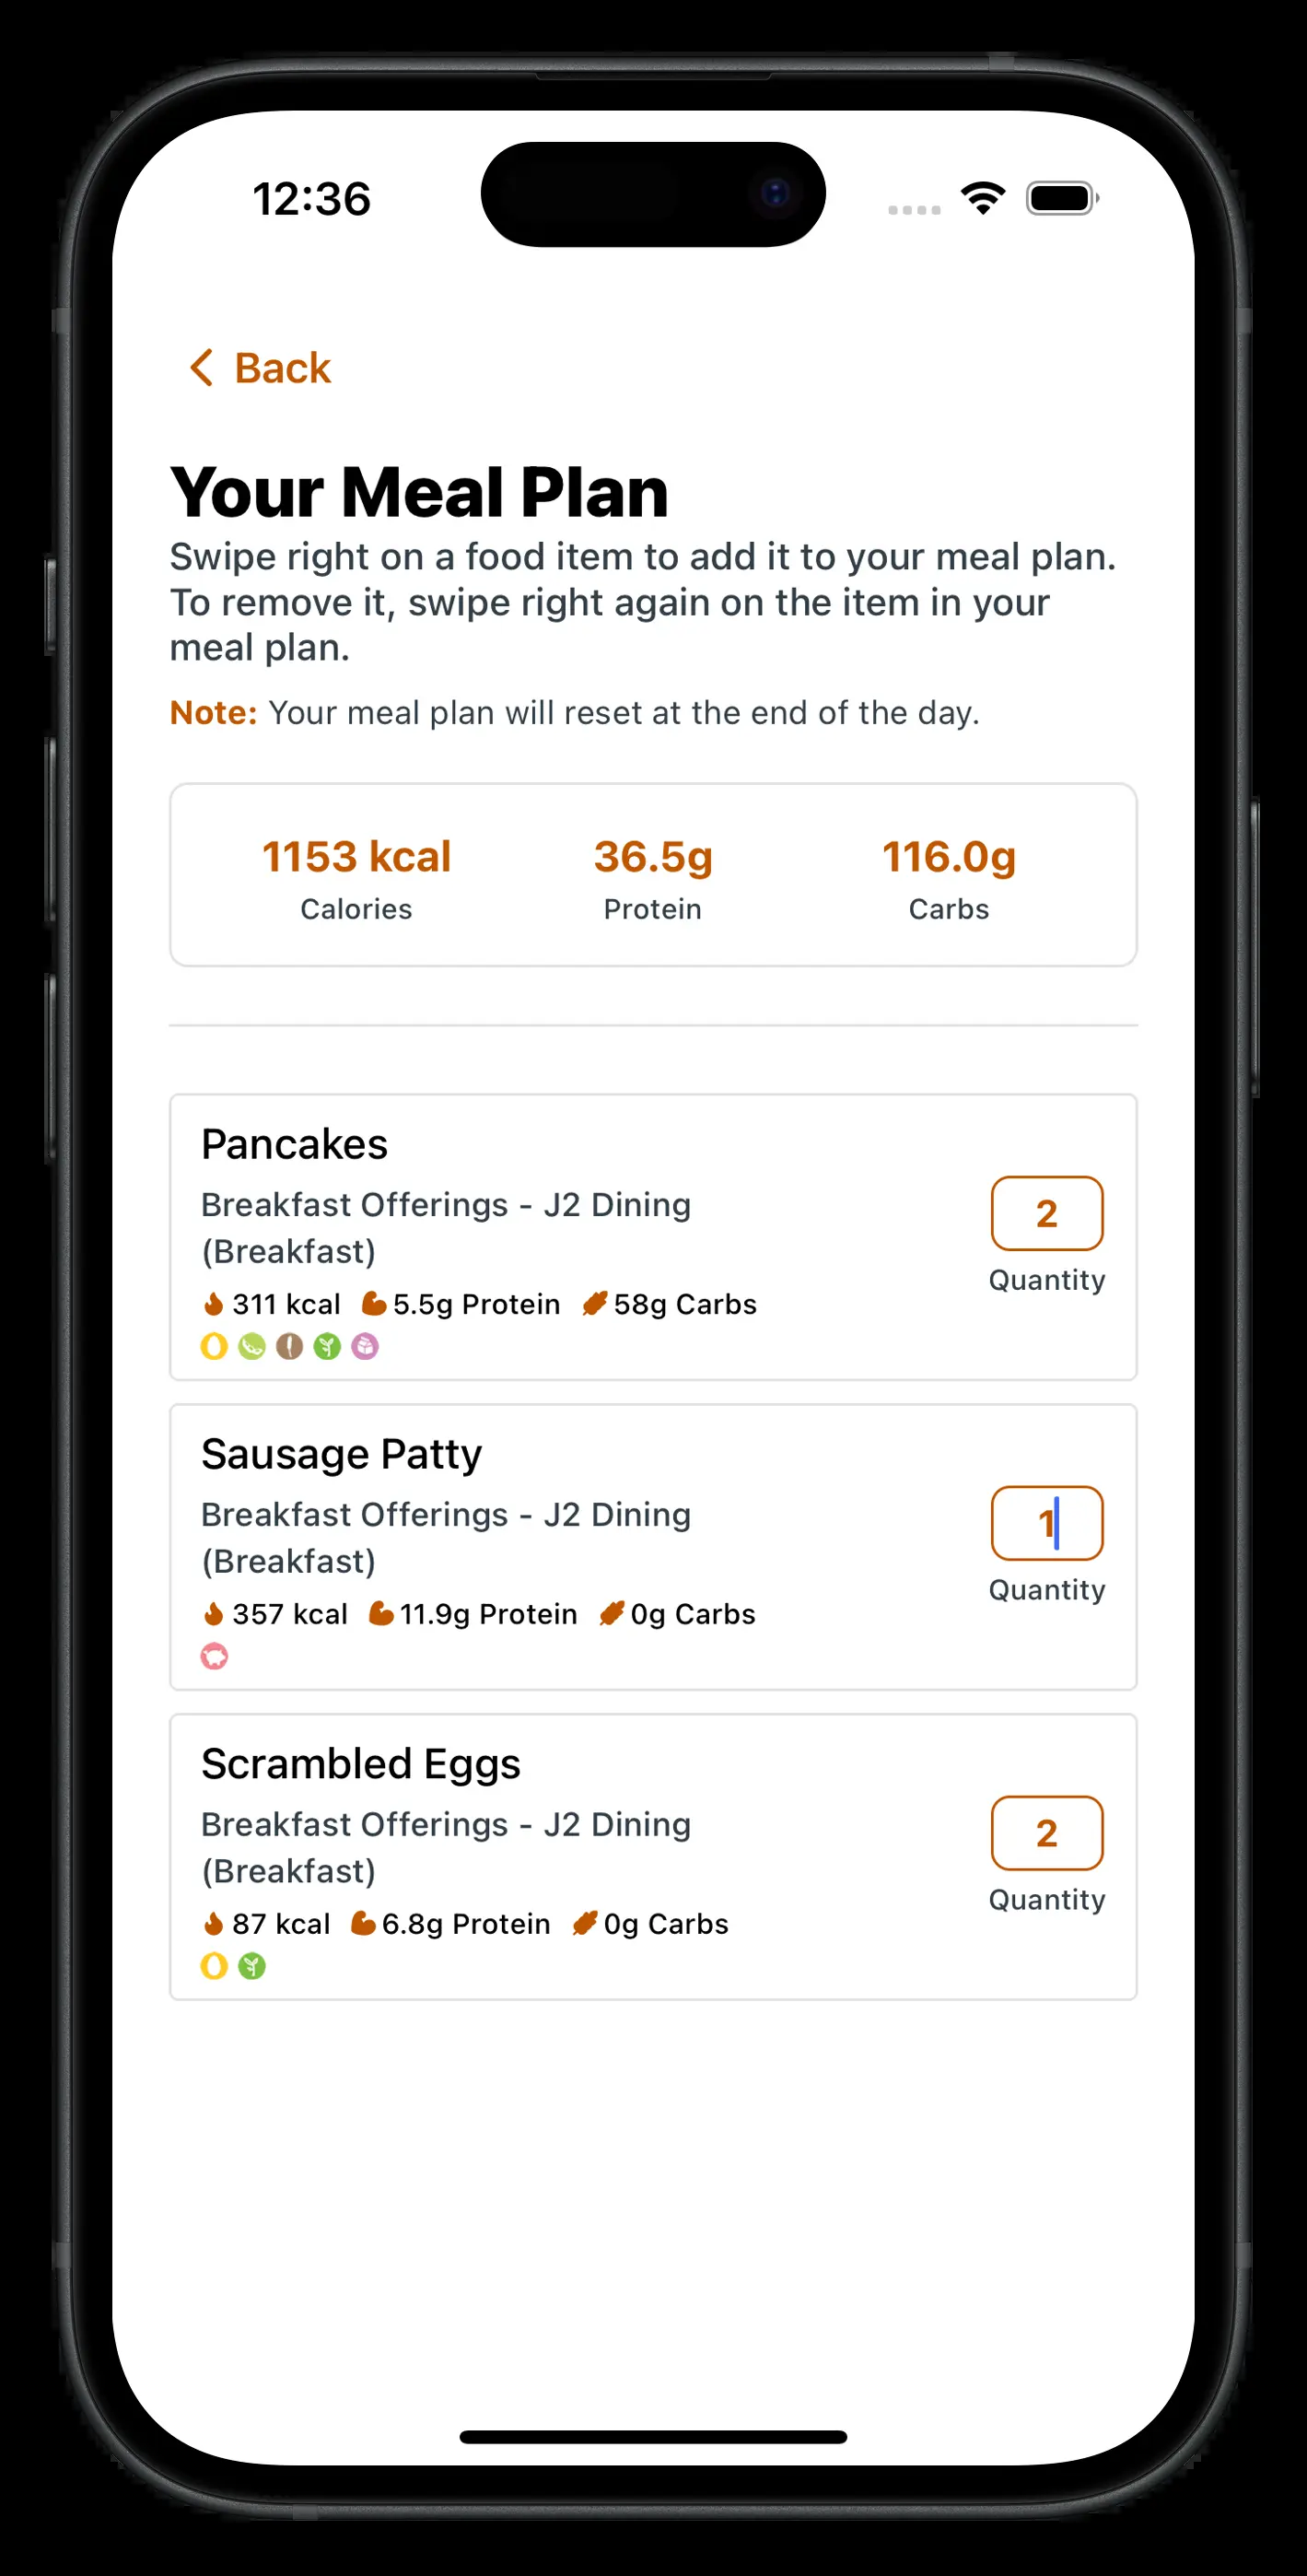 12:36
Back
Your Meal Plan
Swipe right on a food item to add it to your meal plan.
To remove it, swipe right again on the item in your
meal plan.
Note: Your meal plan will reset at the end of the day.
1153 kcal 36.5g 116.0g
Calories Protein Carbs
Pancakes
Breakfast Offerings - J2 Dining
(Breakfast)
311 kcal 5.5g Protein 58g Carbs
2
Quantity
Sausage Patty
Breakfast Offerings - J2 Dining
(Breakfast)
357 kcal 11.9g Protein 0g Carbs
1
Quantity
Scrambled Eggs
Breakfast Offerings - J2 Dining
(Breakfast)
87 kcal 6.8g Protein 0g Carbs
2
Quantity